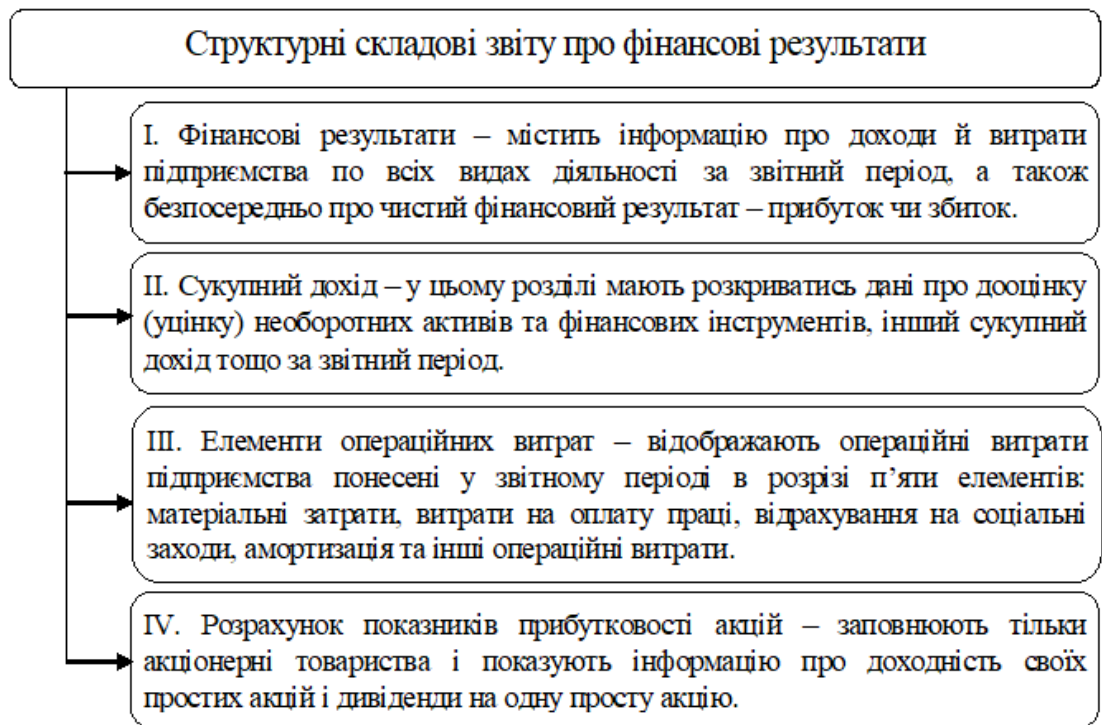 Структурні складові звіту про фінансові результати
I. Фінансові результати – містить інформацію про доходи й витрати
підприємства по всіх видах діяльності за звітний період, а також
безпосередньо про чистий фінансовий результат – прибуток чи збиток.
II. Сукупний дохід – у цьому розділі мають розкриватись дані про дооцінку
(уцінку) необоротних активів та фінансових інструментів, інший сукупний
дохід тощо за звітний період.
III. Елементи операційних витрат – відображають операційні витрати
підприємства понесені у звітному періоді в розрізі п’яти елементів:
матеріальні затрати, витрати на оплату праці, відрахування на соціальні
заходи, амортизація та інші операційні витрати.
IV. Розрахунок показників прибутковості акцій – заповнюють тільки
акціонерні товариства і показують інформацію про доходність своїх
простих акцій і дивіденди на одну просту акцію.